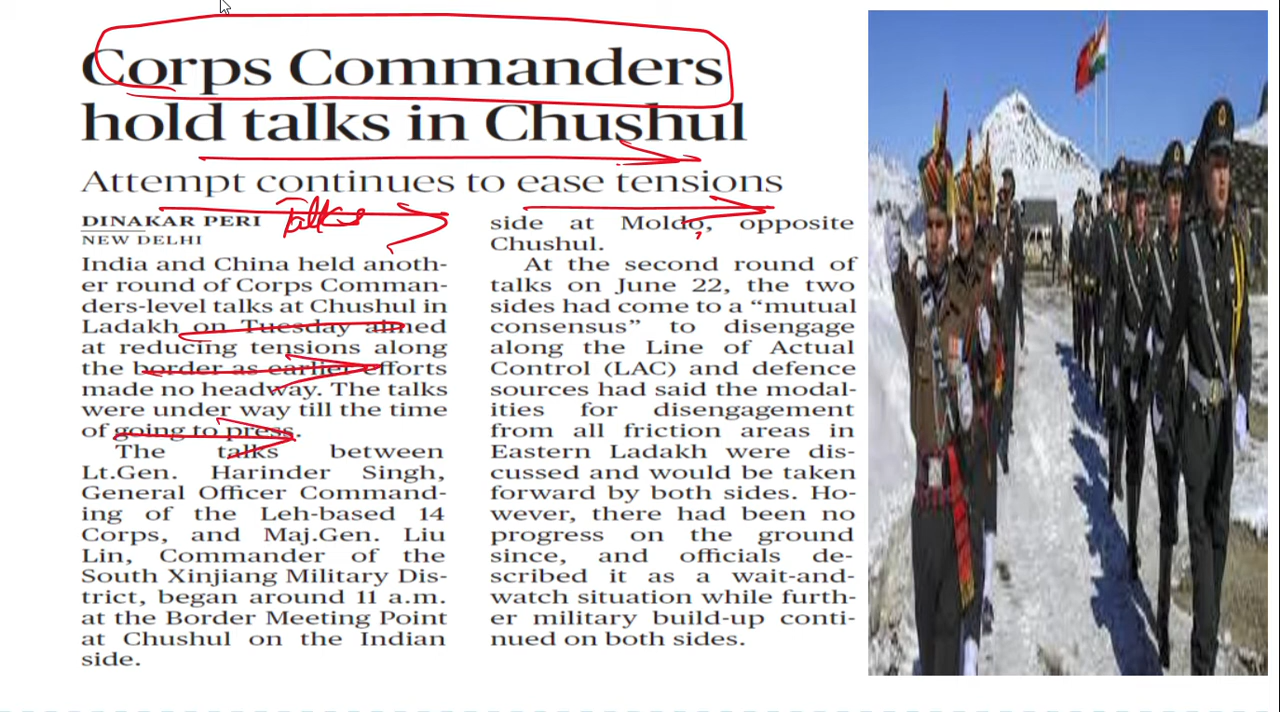 Corps Commanders
hold talks in Chushul
Attempt continues to ease tensions
DINAKAR PERI
Talks
NEW DELHI
India and China held anoth-
er round of Corps Comman-
ders-level talks at Chushul in
Ladakh on Tuesday aimed
at reducing tensions along
the border as earlier efforts
made no headway. The talks
were under way till the time
of going to press.
The talks between
Lt.Gen. Harinder Singh,
General Officer Command-
ing of the Leh-based 14
Corps, and Maj.Gen. Liu
Lin, Commander of the
South Xinjiang Military Dis-
trict, began around 11 a.m.
at the Border Meeting Point
at Chushul on the Indian
side.
side at Moldo, opposite
Chushul.
At the second round of
talks on June 22, the two
sides had come to a “mutual
consensus” to disengage
along the Line of Actual
Control (LAC) and defence
sources had said the modal-
ities for disengagement
from all friction areas in
Eastern Ladakh were dis-
cussed and would be taken
forward by both sides. Ho-
wever, there had been no
progress on the ground
since, and officials de-
scribed it as a wait-and-
watch situation while furth-
er military build-up conti-
nued on both sides.